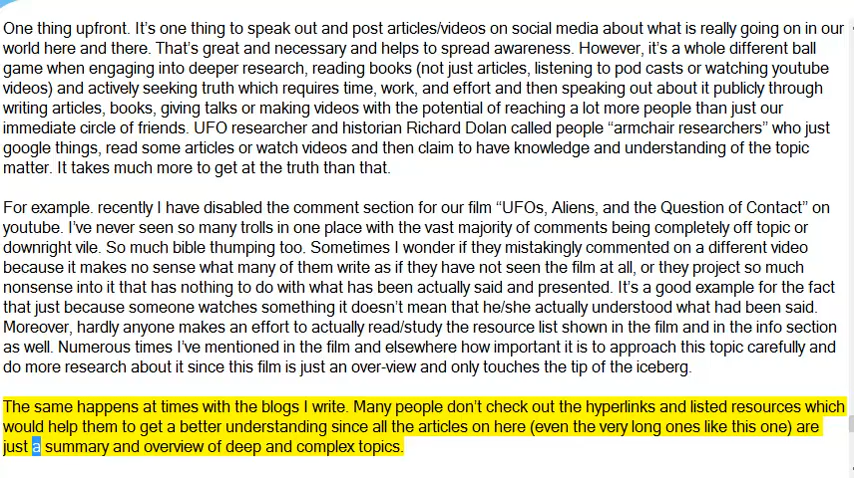 One thing upfront. It's one thing to speak out and post articles/videos on social media about what is really going on in our
world here and there. That's great and necessary and helps to spread awareness. However, it's a whole different ball
game when engaging into deeper research, reading books (not just articles, listening to pod casts or watching youtube
videos) and actively seeking truth which requires time, work, and effort and then speaking out about it publicly through
writing articles, books, giving talks or making videos with the potential of reaching a lot more people than just our
immediate circle of friends. UFO researcher and historian Richard Dolan called people “armchair researchers” who just
google things, read some articles or watch videos and then claim to have knowledge and understanding of the topic
matter. It takes much more to get at the truth than that.

For example. recently I have disabled the comment section for our film “UFOs, Aliens, and the Question of Contact” on
youtube. I've never seen so many trolls in one place with the vast majority of comments being completely off topic or
downright vile. So much bible thumping too. Sometimes I wonder if they mistakingly commented on a different video
because it makes no sense what many of them write as if they have not seen the film at all, or they project so much
nonsense into it that has nothing to do with what has been actually said and presented. It's a good example for the fact
that just because someone watches something it doesn't mean that he/she actually understood what had been said.
Moreover, hardly anyone makes an effort to actually read/study the resource list shown in the film and in the info section
as well. Numerous times I've mentioned in the film and elsewhere how important it is to approach this topic carefully and
do more research about it since this film is just an over-view and only touches the tip of the iceberg.

The same happens at times with the blogs I write. Many people don't check out the hyperlinks and listed resources which
would help them to get a better understanding since all the articles on here (even the very long ones like this one) are
just a summary and overview of deep and complex topics.